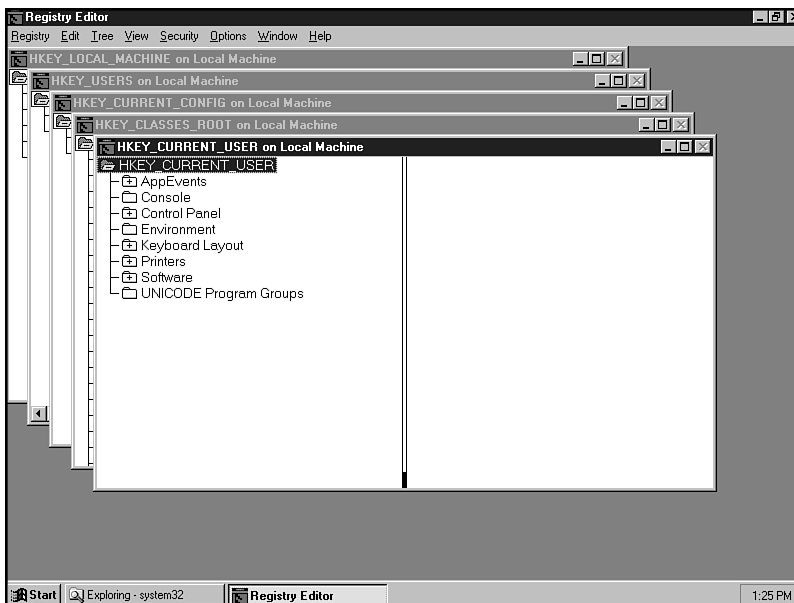 Registry Editor
Registry Edit Tree View Security Options Window Help
HKEY_LOCAL_MACHINE on Local Machine
HKEY_USERS on Local Machine
HKEY_CURRENT_CONFIG on Local Machine
HKEY_CLASSES_ROOT on Local Machine
HKEY_CURRENT_USER on Local Machine
HKEY_CURRENT_USER
AppEvents
Console
Control Panel
Environment
Keyboard Layout
Printers
Software
UNICODE Program Groups
Start Exploring - system32 Registry Editor 1:25 PM